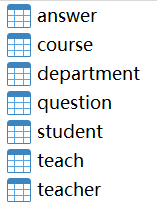 answer
course
department
question
student
teach
teacher